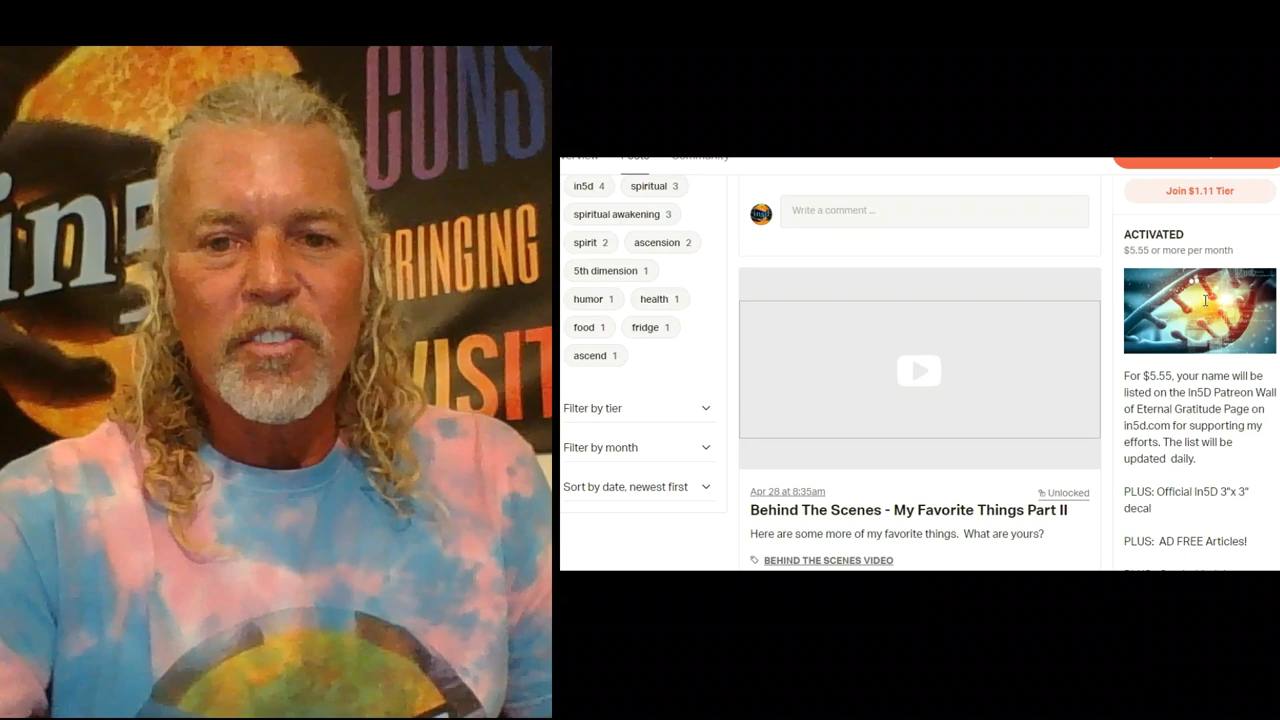 in5
CONS
BRINGING
VISIT
Posts
Community
in5d 4
spiritual 3
spiritual awakening 3
spirit 2
ascension 2
5th dimension 1
humor 1
health 1
food 1
fridge 1
ascend 1
Filter by tier
Filter by month
Sort by date, newest first
in5d
Write a comment ...
Apr 28 at 8:35am
Unlocked
Behind The Scenes - My Favorite Things Part II
Here are some more of my favorite things. What are yours?
BEHIND THE SCENES VIDEO
Join $1.11 Tier
ACTIVATED
$5.55 or more per month
For $5.55, your name will be
listed on the In5D Patreon Wall
of Eternal Gratitude Page on
in5d.com for supporting my
efforts. The list will be
updated daily.
PLUS: Official In5D 3"x 3"
decal
PLUS: AD FREE Articles!